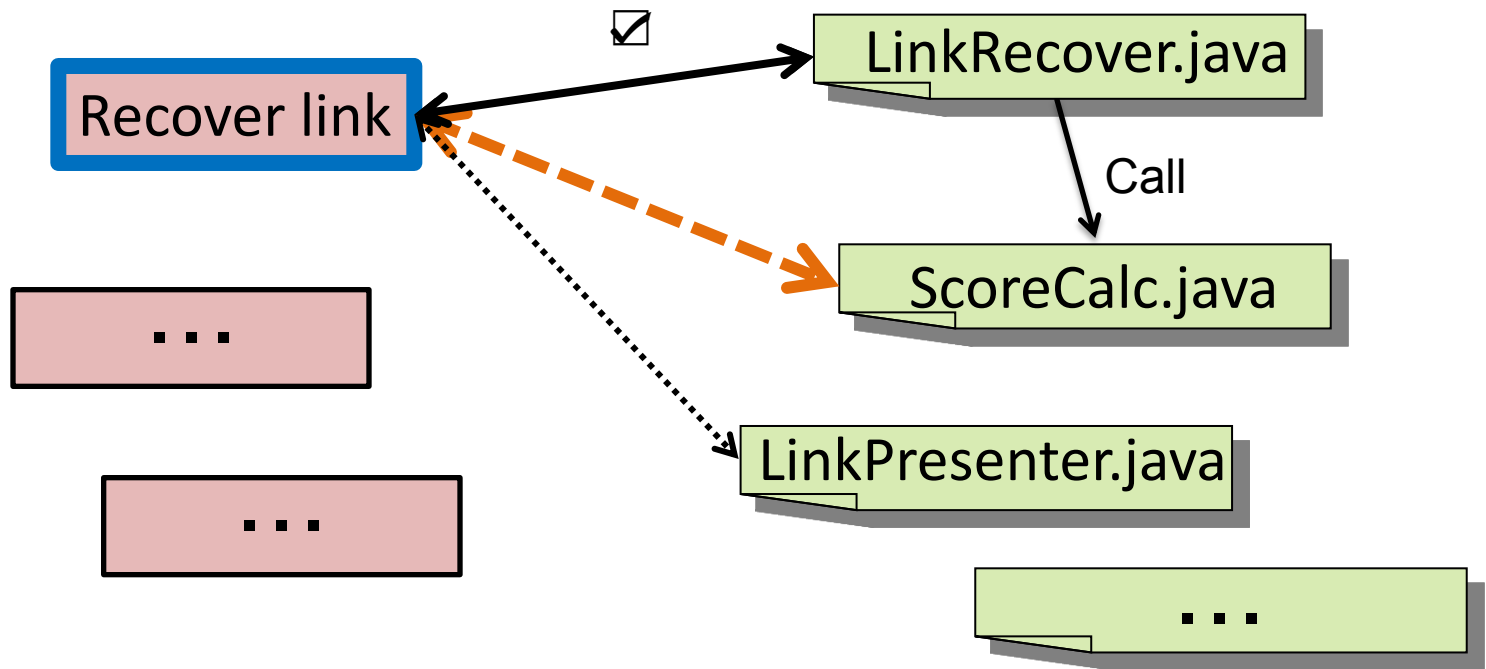 LinkRecover.java
Recover link
Call
ScoreCalc.java
...
LinkPresenter.java
...
...